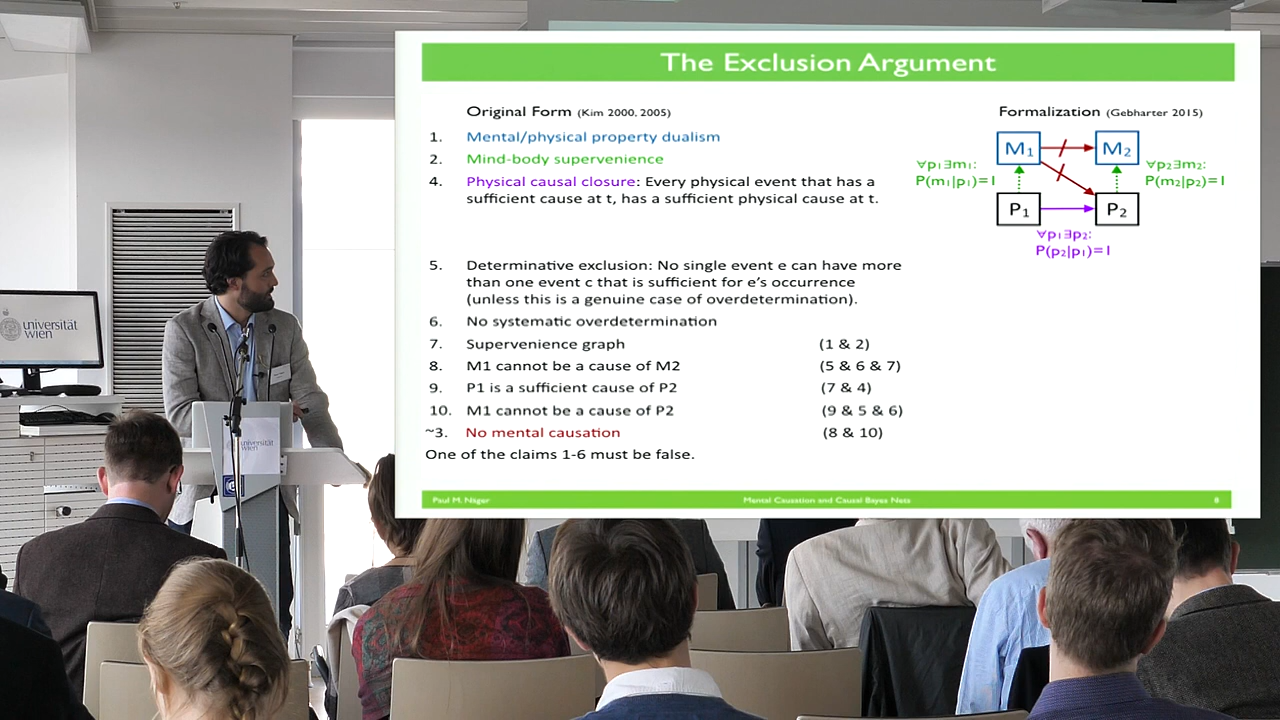 The Exclusion Argument
Original Form (Kim 2000, 2005)
1. Mental/physical property dualism
2. Mind-body supervenience
4. Physical causal closure: Every physical event that has a
sufficient cause at t, has a sufficient physical cause at t.
5. Determinative exclusion: No single event e can have more
than one event c that is sufficient for e's occurrence
(unless this is a genuine case of overdetermination).
6. No systematic overdetermination
7. Supervenience graph (1 & 2)
8. M1 cannot be a cause of M2 (5 & 6 & 7)
9. P1 is a sufficient cause of P2 (7 & 4)
10. M1 cannot be a cause of P2 (9 & 5 & 6)
~3. No mental causation (8 & 10)
One of the claims 1-6 must be false.
Formalization (Gebharter 2015)
M₁ M₂
∀p₁∃m₁:
P(m₁|p₁)=1
∀p₂∃m₂:
P(m₂|p₂)=1
P₁ P₂
∀p₁∃p₂:
P(p₂|p₁)=1
Paul M. Näger Mental Causation and Causal Bayes Nets 8
universität
wien
universität
wien